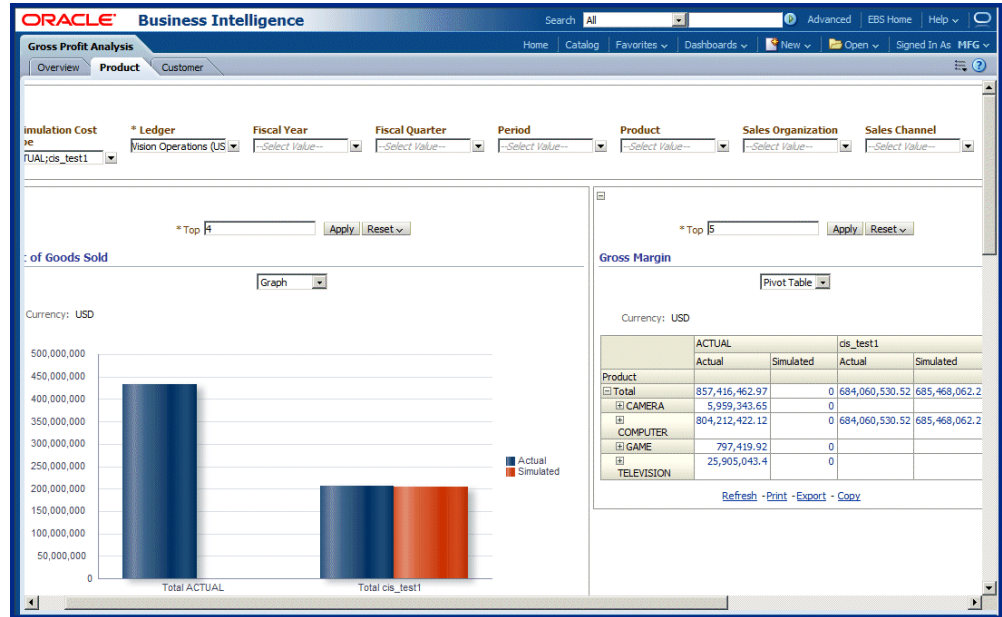 ORACLE Business Intelligence
Search All Advanced EBS Home Help
Gross Profit Analysis
Home Catalog Favorites Dashboards New Open Signed In As MFG
Overview Product Customer
imulation Cost * Ledger Fiscal Year Fiscal Quarter Period Product Sales Organization Sales Channel
pe
TUAL;cis_test1 Vision Operations (US --Select Value-- --Select Value-- --Select Value-- --Select Value-- --Select Value-- --Select Value--
* Top 4 Apply Reset
t of Goods Sold
Graph
Currency: USD
500,000,000
450,000,000
400,000,000
350,000,000
300,000,000
250,000,000
200,000,000
150,000,000
100,000,000
50,000,000
0
Total ACTUAL Total cis_test1
Actual
Simulated
* Top 5 Apply Reset
Gross Margin
Pivot Table
Currency: USD
ACTUAL cis_test1
Actual Simulated Actual Simulated
Product
Total 857,416,462.97 0 684,060,530.52 685,468,062.2
CAMERA 5,959,343.65 0
COMPUTER 804,212,422.12 0 684,060,530.52 685,468,062.2
GAME 797,419.92 0
TELEVISION 25,905,043.4 0
Refresh - Print - Export - Copy